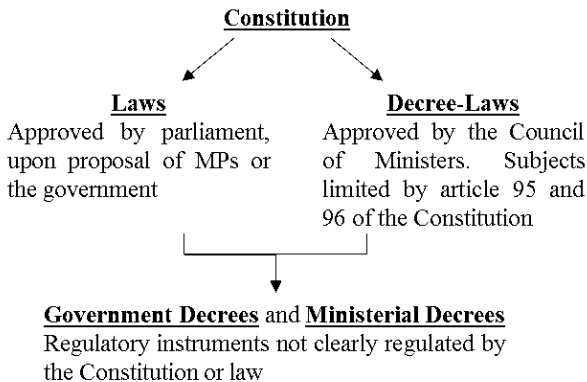 Constitution
Laws
Approved by parliament,
upon proposal of MPs or
the government
Decree-Laws
Approved by the Council
of Ministers. Subjects
limited by article 95 and
96 of the Constitution
Government Decrees and Ministerial Decrees
Regulatory instruments not clearly regulated by
the Constitution or law